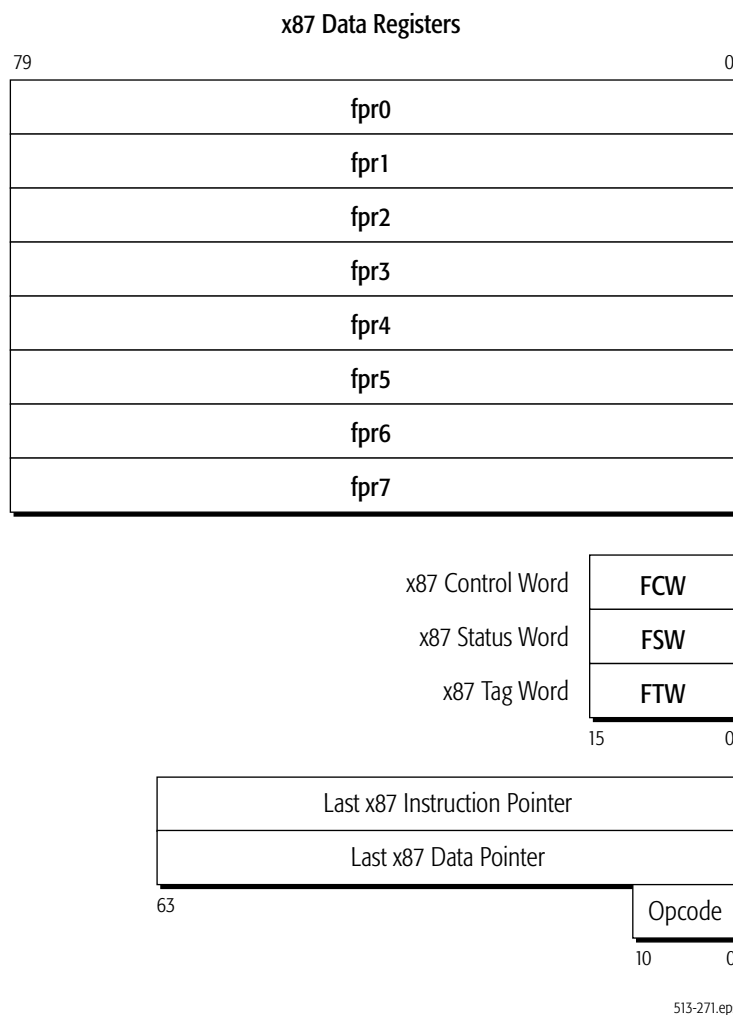 x87 Data Registers
79 0
fpr0
fpr1
fpr2
fpr3
fpr4
fpr5
fpr6
fpr7
x87 Control Word FCW
x87 Status Word FSW
x87 Tag Word FTW
15 0
Last x87 Instruction Pointer
Last x87 Data Pointer
63 Opcode
10 0
513-271.ep